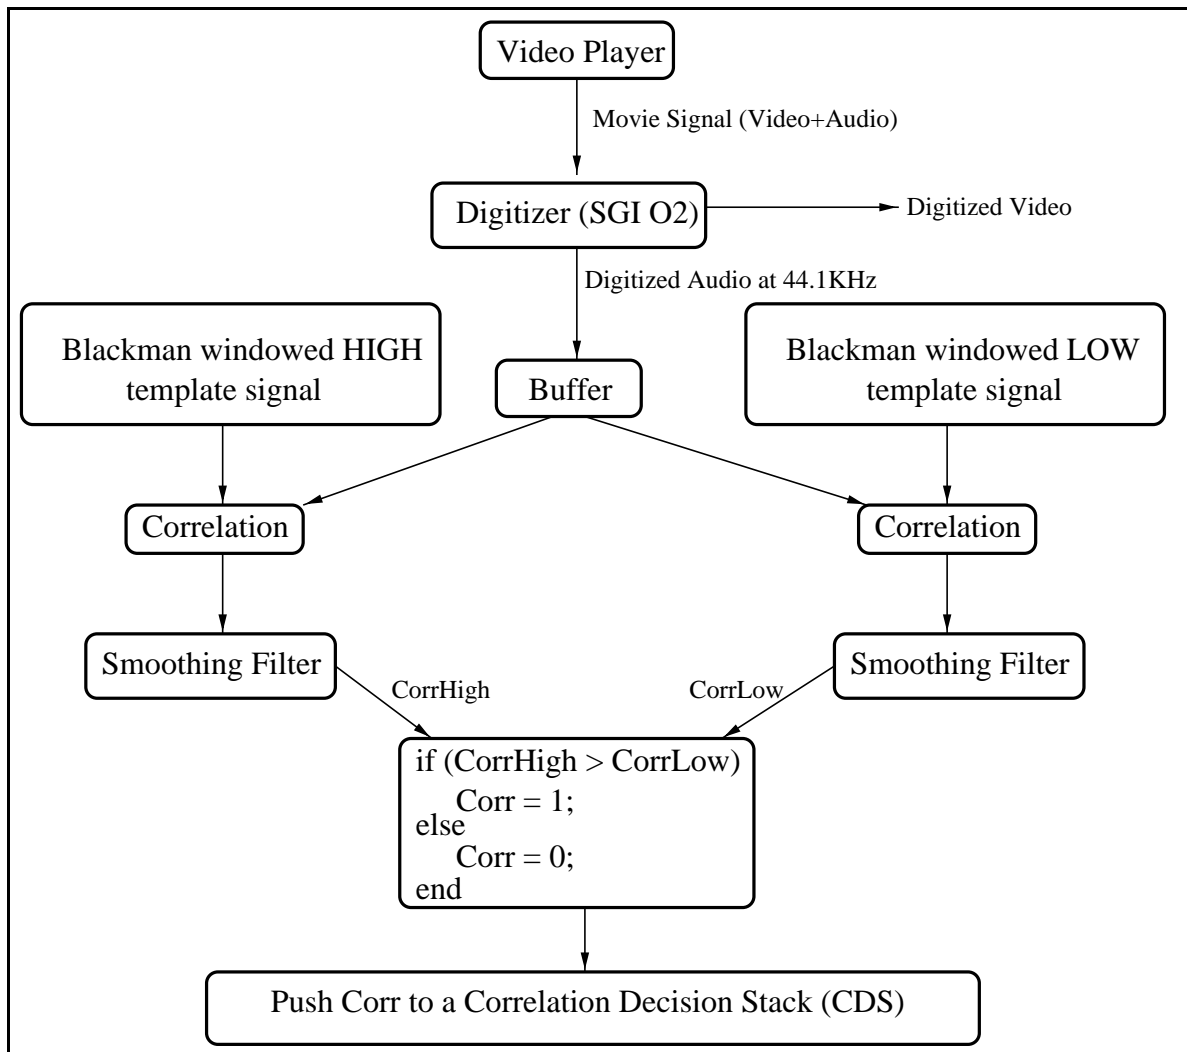 Video Player
Movie Signal (Video+Audio)
Digitizer (SGI O2)
Digitized Video
Digitized Audio at 44.1KHz
Blackman windowed HIGH
template signal
Buffer
Blackman windowed LOW
template signal
Correlation
Correlation
Smoothing Filter
Smoothing Filter
CorrHigh
CorrLow
if (CorrHigh > CorrLow)
Corr = 1;
else
Corr = 0;
end
Push Corr to a Correlation Decision Stack (CDS)